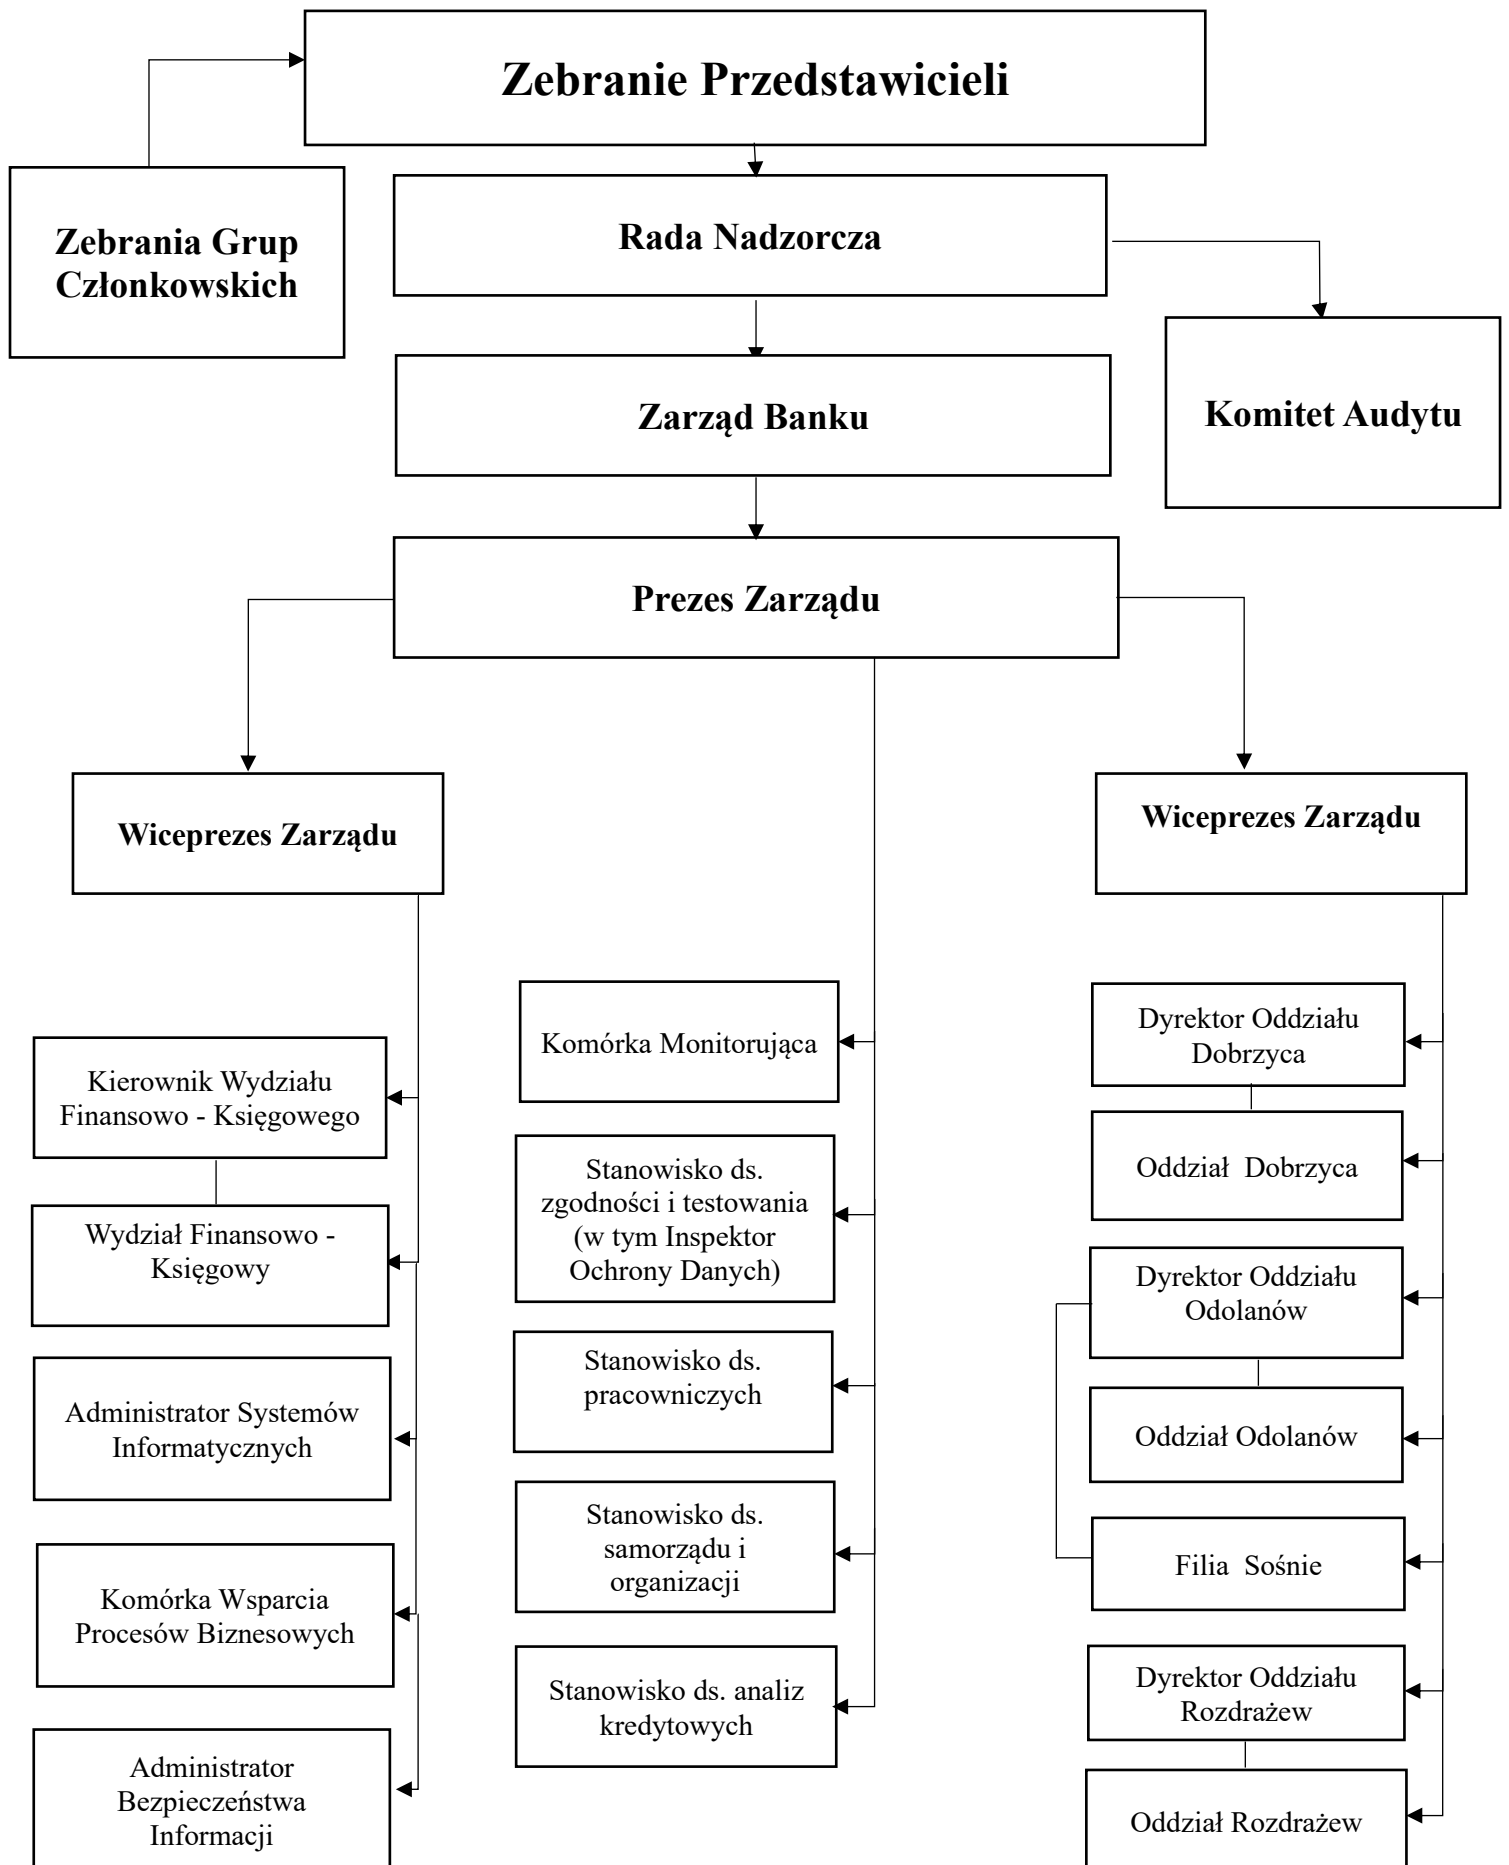 Zebranie Przedstawicieli
Zebrania Grup
Członkowskich
Rada Nadzorcza
Komitet Audytu
Zarząd Banku
Prezes Zarządu
Wiceprezes Zarządu
Wiceprezes Zarządu
Kierownik Wydziału
Finansowo - Księgowego
Wydział Finansowo -
Księgowy
Administrator Systemów
Informatycznych
Komórka Wsparcia
Procesów Biznesowych
Administrator
Bezpieczeństwa
Informacji
Komórka Monitorująca
Stanowisko ds.
zgodności i testowania
(w tym Inspektor
Ochrony Danych)
Stanowisko ds.
pracowniczych
Stanowisko ds.
samorządu i
organizacji
Stanowisko ds. analiz
kredytowych
Dyrektor Oddziału
Dobrzyca
Oddział  Dobrzyca
Dyrektor Oddziału
Odolanów
Oddział Odolanów
Filia  Sośnie
Dyrektor Oddziału
Rozdrażew
Oddział Rozdrażew